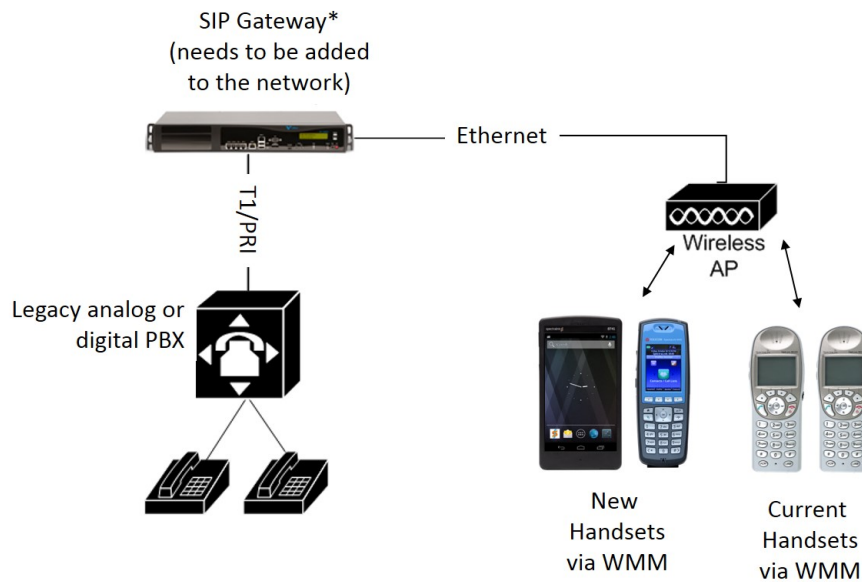 SIP Gateway*
(needs to be added
to the network)
Ethernet
T1/PRI
Wireless
AP
Legacy analog or
digital PBX
New
Handsets
via WMM
Current
Handsets
via WMM